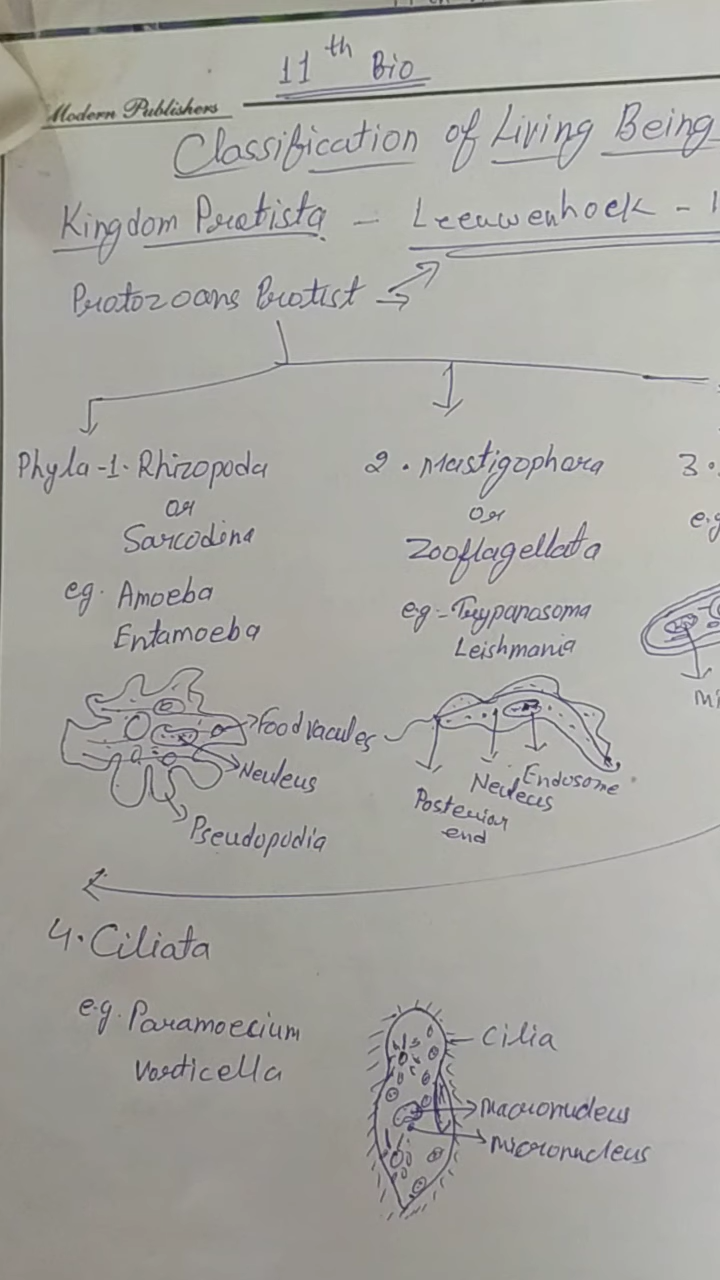 11th Bio
Modern Publishers
Classification of Living Being
Kingdom Protista - Leeuwenhoek -
Protozoans Protist
Phyla-1. Rhizopoda
or
Sarcodina
eg. Amoeba
Entamoeba
Food vacules
Neuleus
Pseudopodia
2. Mastigophora
or
Zooflagellata
e.g - Trypanasoma
Leishmania
Posterior
end
Neuleus
Endosome
3.
e.g
Mi
4. Ciliata
e.g. Paramoecium
Vorticella
Cilia
Macronucleus
micronucleus